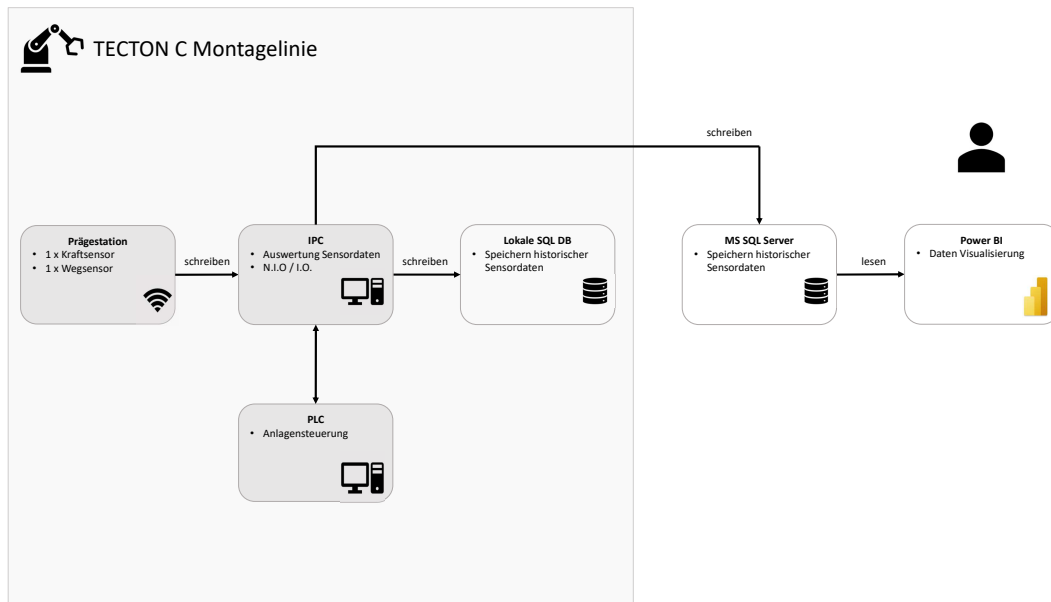 TECTON C Montagelinie
schreiben
Prägestation
• 1 x Kraftsensor
• 1 x Wegsensor
schreiben
IPC
• Auswertung Sensordaten
• N.I.O / I.O.
schreiben
Lokale SQL DB
• Speichern historischer
Sensordaten
MS SQL Server
• Speichern historischer
Sensordaten
lesen
Power BI
• Daten Visualisierung
PLC
• Anlagensteuerung